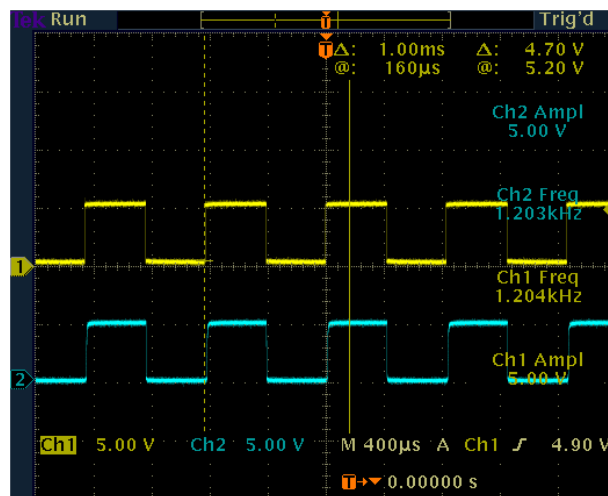 Tek Run Trig'd
T
T Δ: 1.00ms Δ: 4.70 V
@: 160µs @: 5.20 V
Ch2 Ampl
5.00 V
Ch2 Freq
1.203kHz
1
Ch1 Freq
1.204kHz
Ch1 Ampl
5.00 V
2
Ch1 5.00 V Ch2 5.00 V M 400µs A Ch1 ʃ 4.90 V
T→▼ 0.00000 s